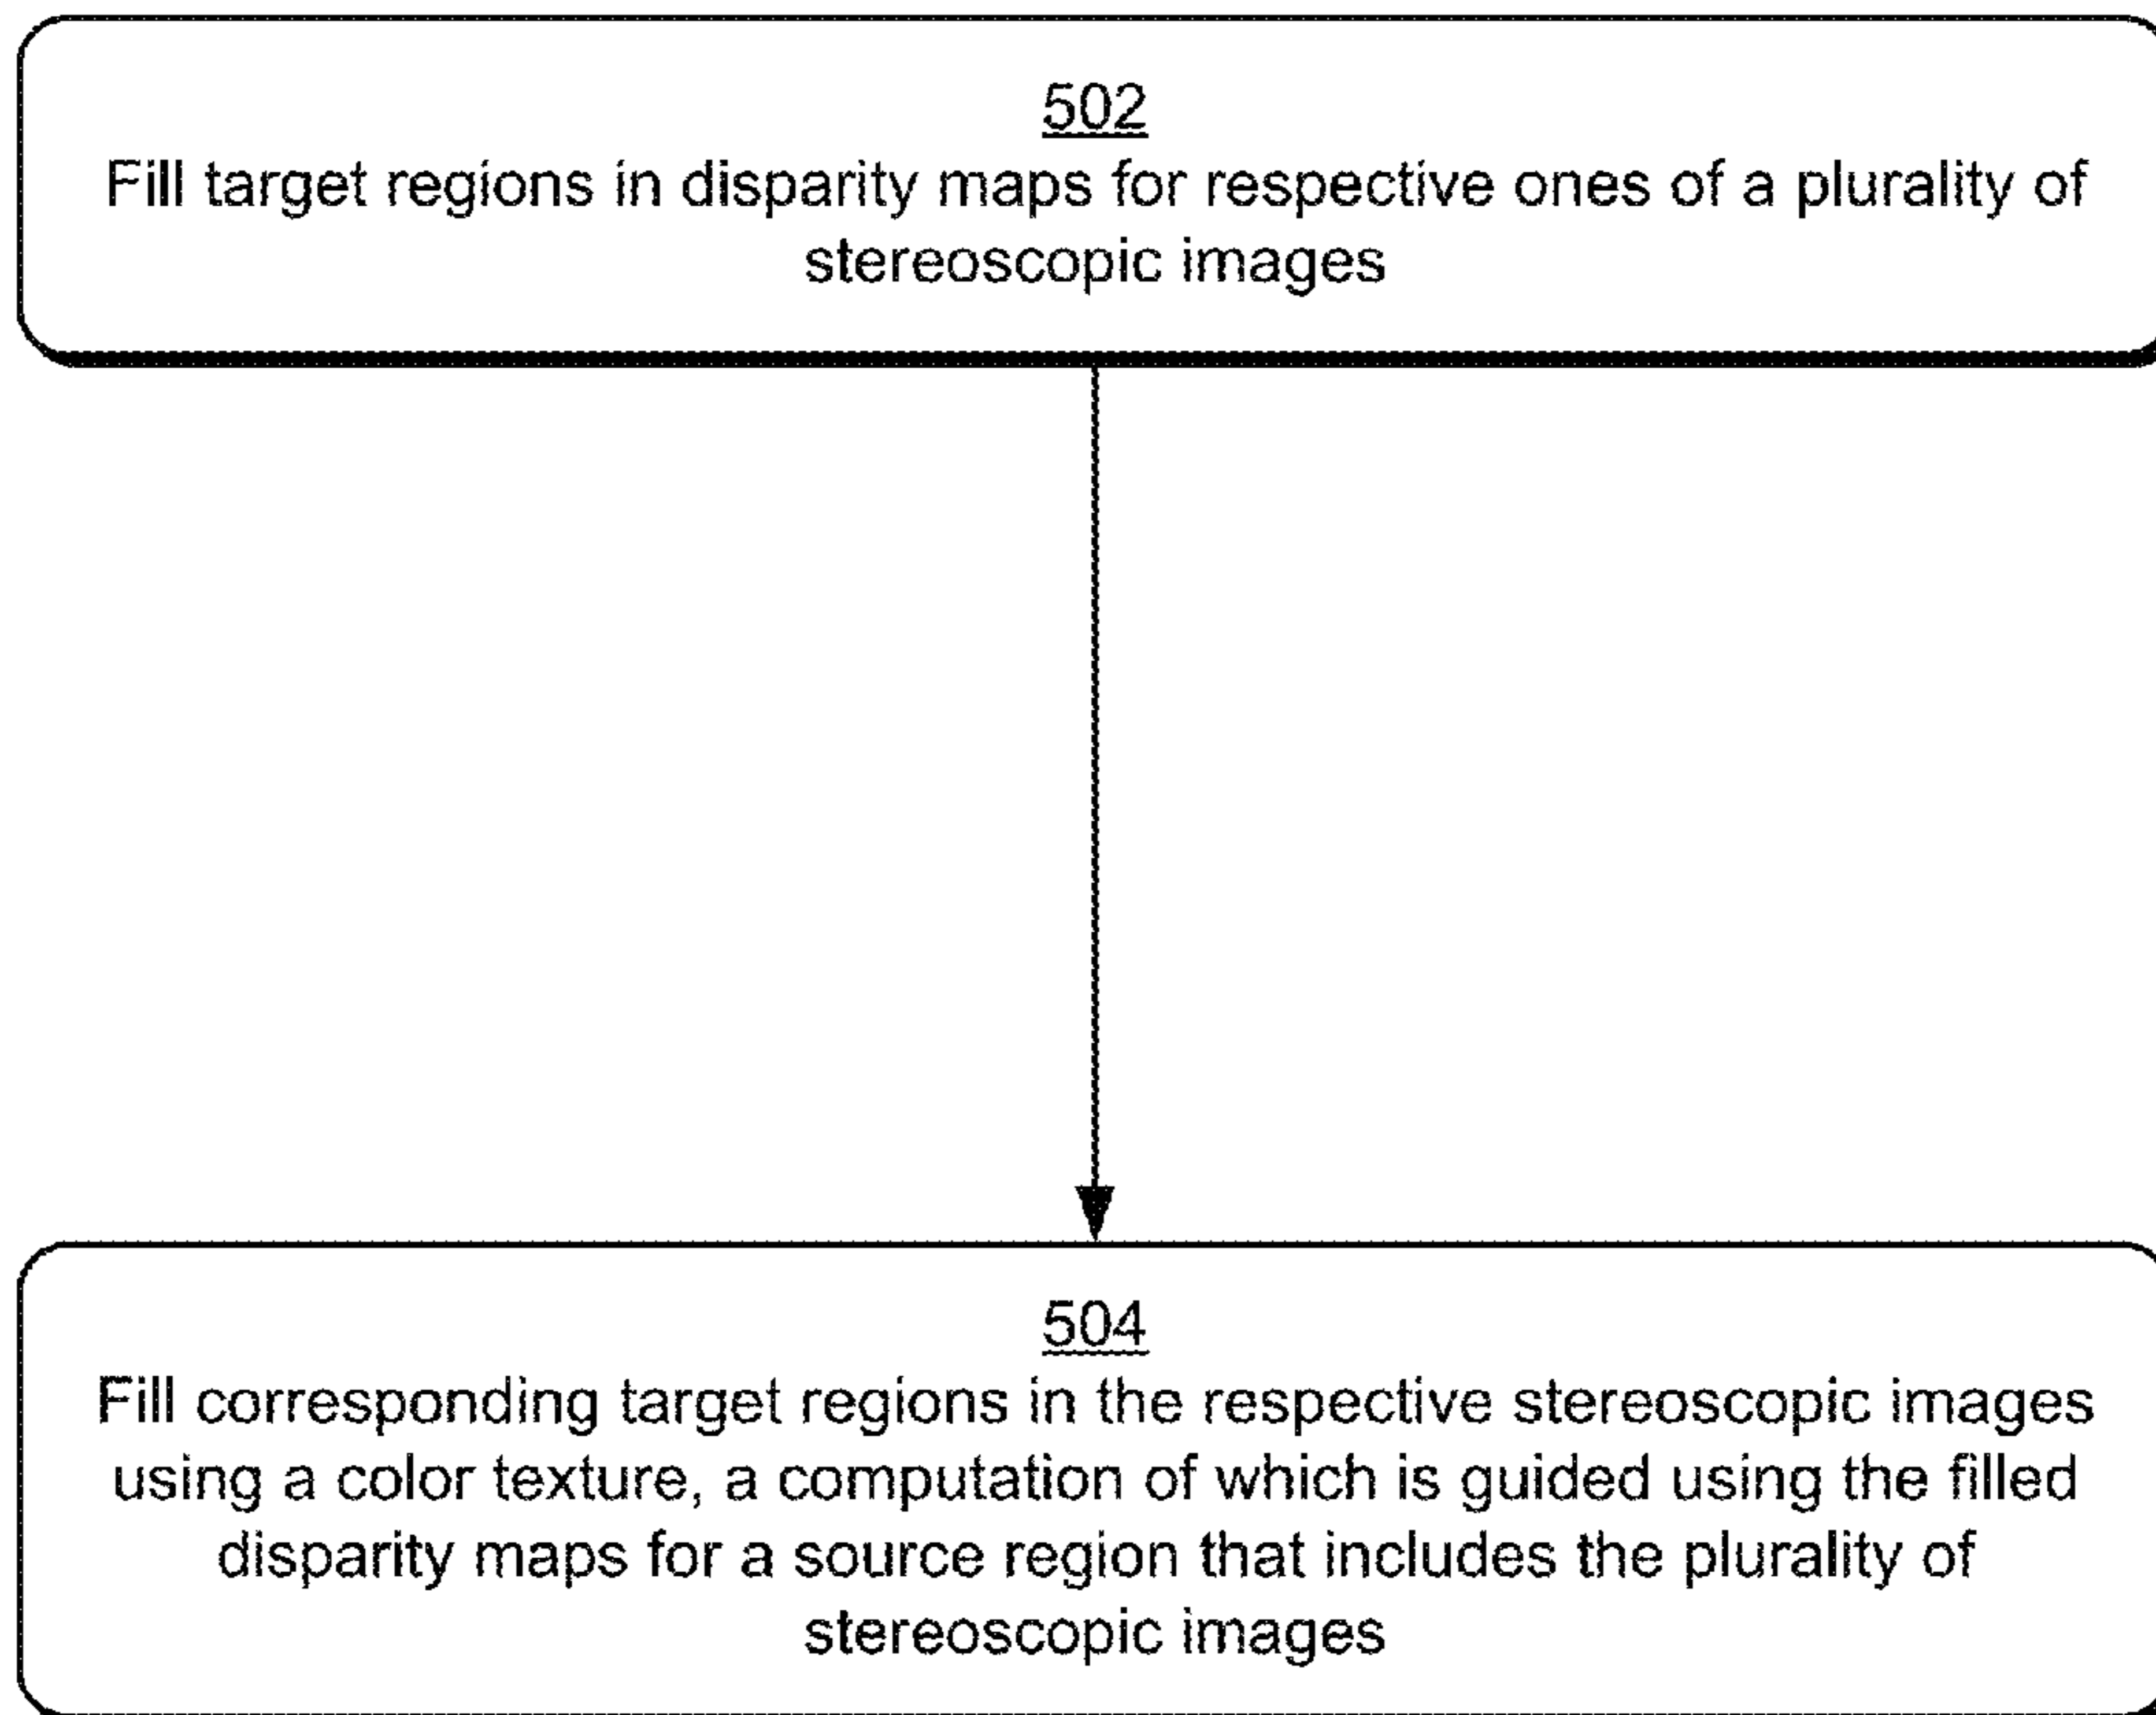 502
Fill target regions in disparity maps for respective ones of a plurality of
stereoscopic images
504
Fill corresponding target regions in the respective stereoscopic images
using a color texture, a computation of which is guided using the filled
disparity maps for a source region that includes the plurality of
stereoscopic images